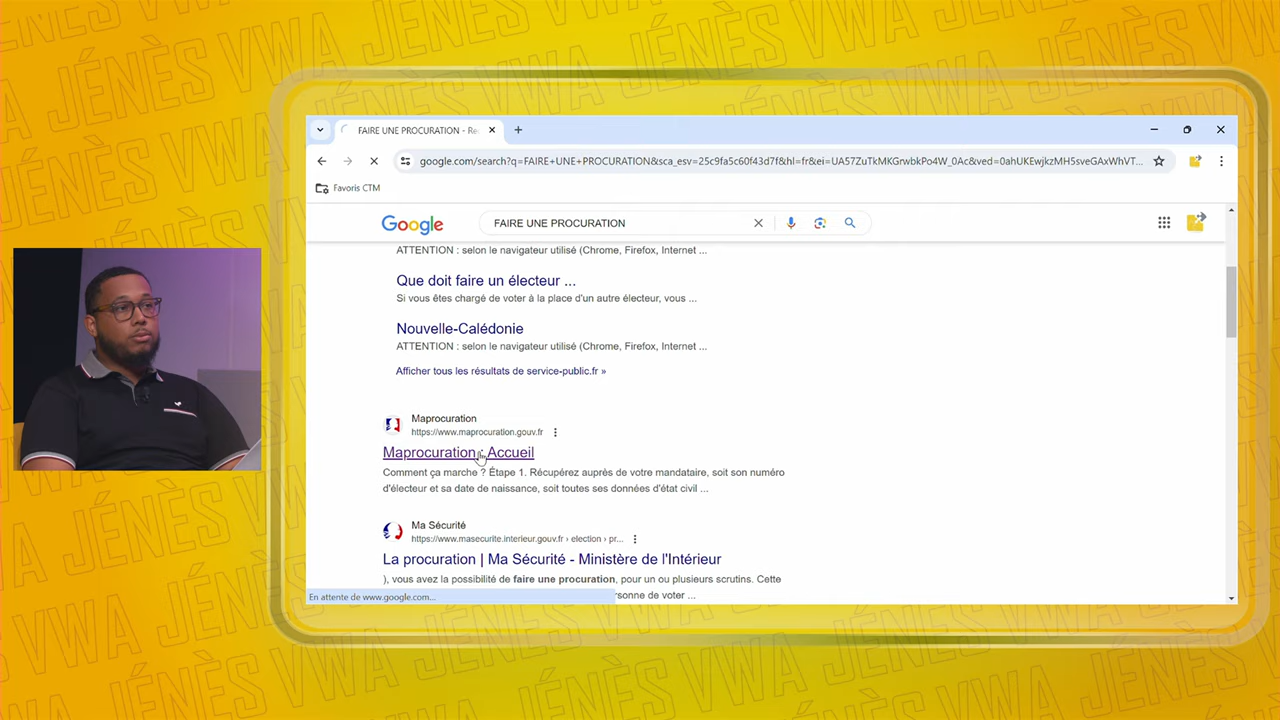 JÉNÈS VWA JÉNÈS VWA JÉNÈS VWA
FAIRE UNE PROCURATION - Re
google.com/search?q=FAIRE+UNE+PROCURATION&sca_esv=25c9fa5c60f43d7f&hl=fr&ei=UA57ZuTkMKGrwbkPo4W_0Ac&ved=0ahUKEwjkzMH5sveGAxWhVT...
Favoris CTM
Google
FAIRE UNE PROCURATION
ATTENTION : selon le navigateur utilisé (Chrome, Firefox, Internet ...
Que doit faire un électeur ...
Si vous êtes chargé de voter à la place d'un autre électeur, vous ...
Nouvelle-Calédonie
ATTENTION : selon le navigateur utilisé (Chrome, Firefox, Internet ...
Afficher tous les résultats de service-public.fr »
Maprocuration
https://www.maprocuration.gouv.fr
Maprocuration Accueil
Comment ça marche ? Étape 1. Récupérez auprès de votre mandataire, soit son numéro
d'électeur et sa date de naissance, soit toutes ses données d'état civil ...
Ma Sécurité
https://www.masecurite.interieur.gouv.fr › election › pr...
La procuration | Ma Sécurité - Ministère de l'Intérieur
), vous avez la possibilité de faire une procuration, pour un ou plusieurs scrutins. Cette
rsonne de voter ...
En attente de www.google.com...